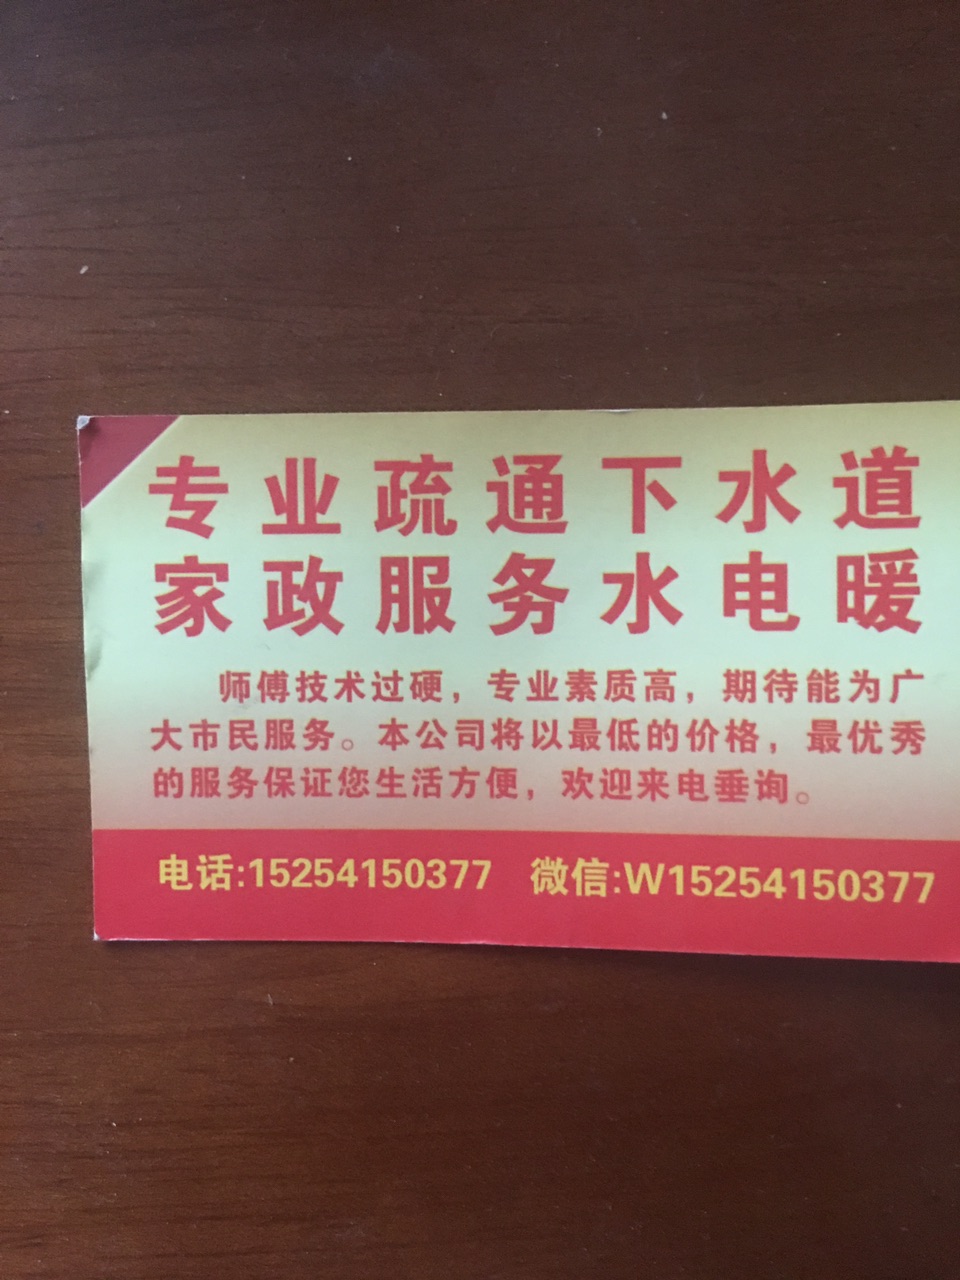 专业疏通下水道
家政服务水电暖
师傅技术过硬，专业素质高，期待能为广
大市民服务。本公司将以最低的价格，最优秀
的服务保证您生活方便，欢迎来电垂询。
电话:15254150377 微信:W15254150377